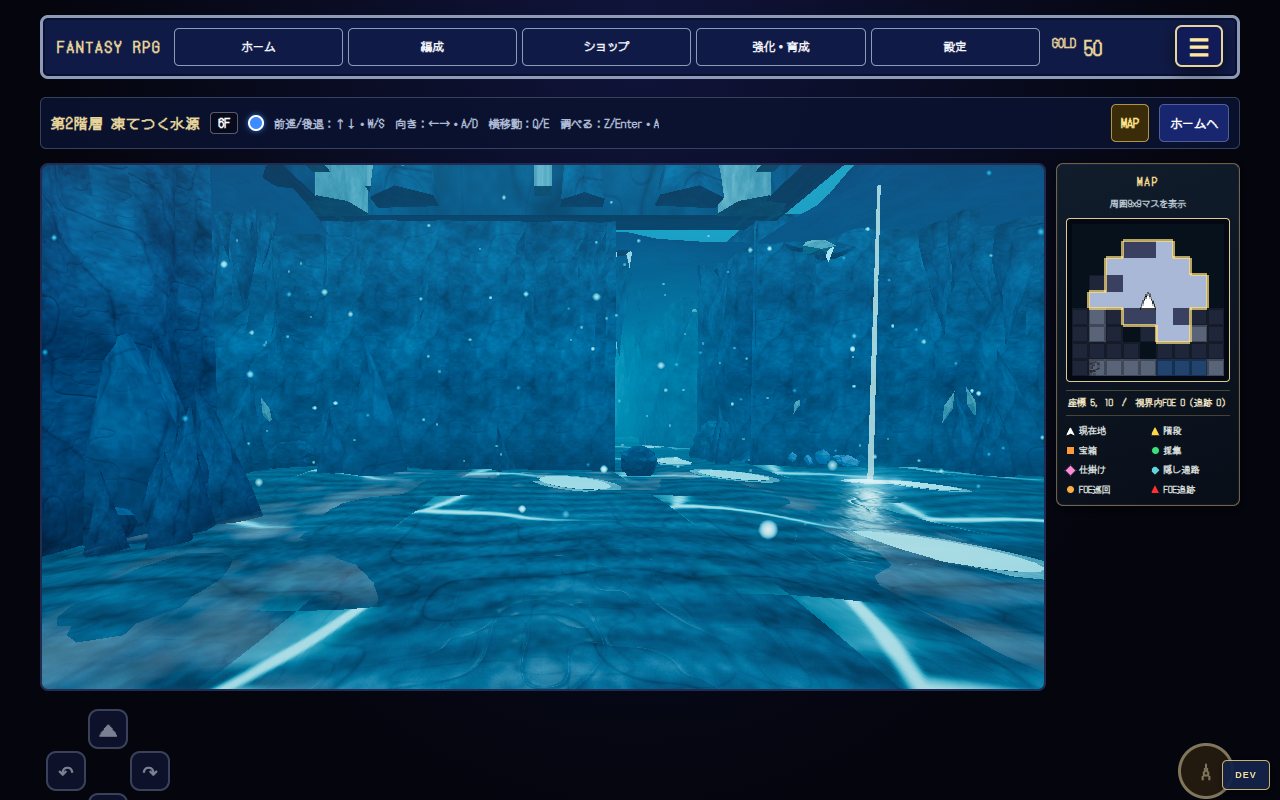 FANTASY RPG
ホーム
編成
ショップ
強化・育成
設定
GOLD 50
第2階層 凍てつく水源
6F
前進/後退：↑↓・W/S 向き：←→・A/D 横移動：Q/E 調べる：Z/Enter・A
MAP
ホームへ
MAP
周囲9x9マスを表示
座標 5, 10 / 視界内FOE 0（追跡 0）
現在地
階段
宝箱
採集
仕掛け
隠し通路
FOE巡回
FOE追跡
A
DEV